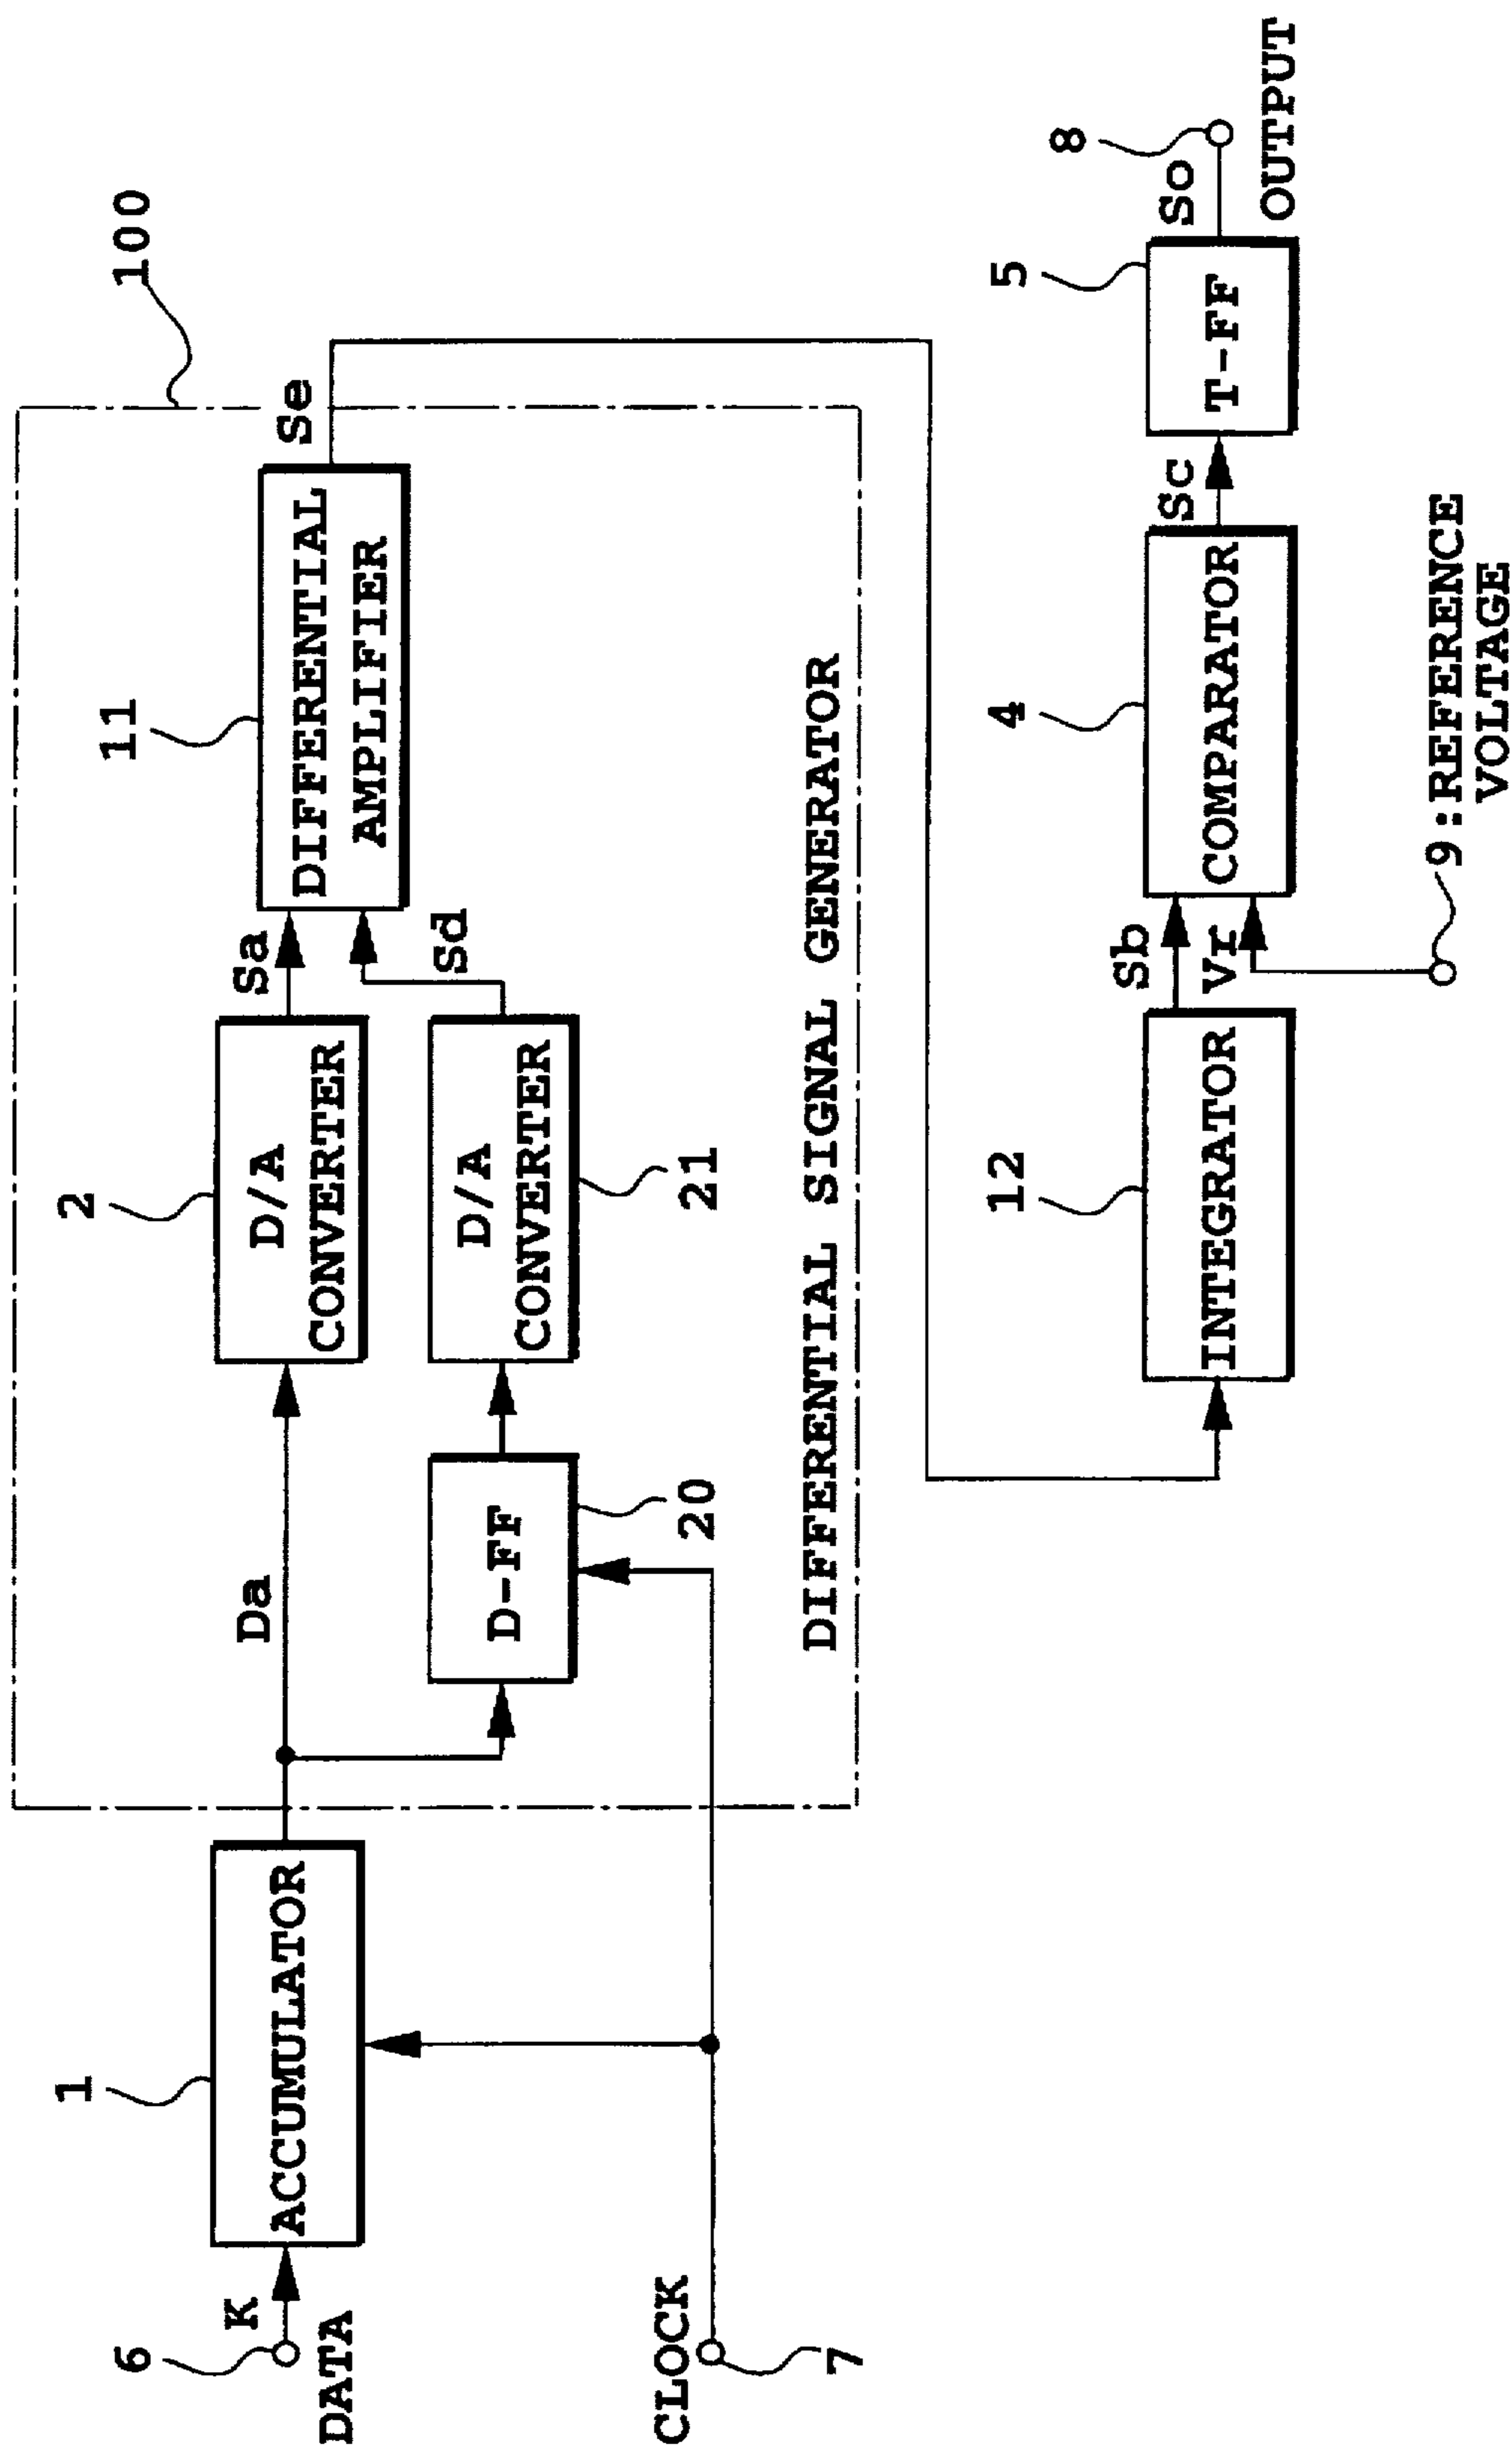 100
1
ACCUMULATOR
6
K
DATA
CLOCK
7
Da
2
D/A
CONVERTER
Sa
D-FF
20
D/A
CONVERTER
21
Sd
11
DIFFERENTIAL
AMPLIFIER
Se
DIFFERENTIAL SIGNAL GENERATOR
12
INTEGRATOR
Sb
Vr
4
COMPARATOR
9:REFERENCE
VOLTAGE
Sc
5
T-FF
So
8
OUTPUT